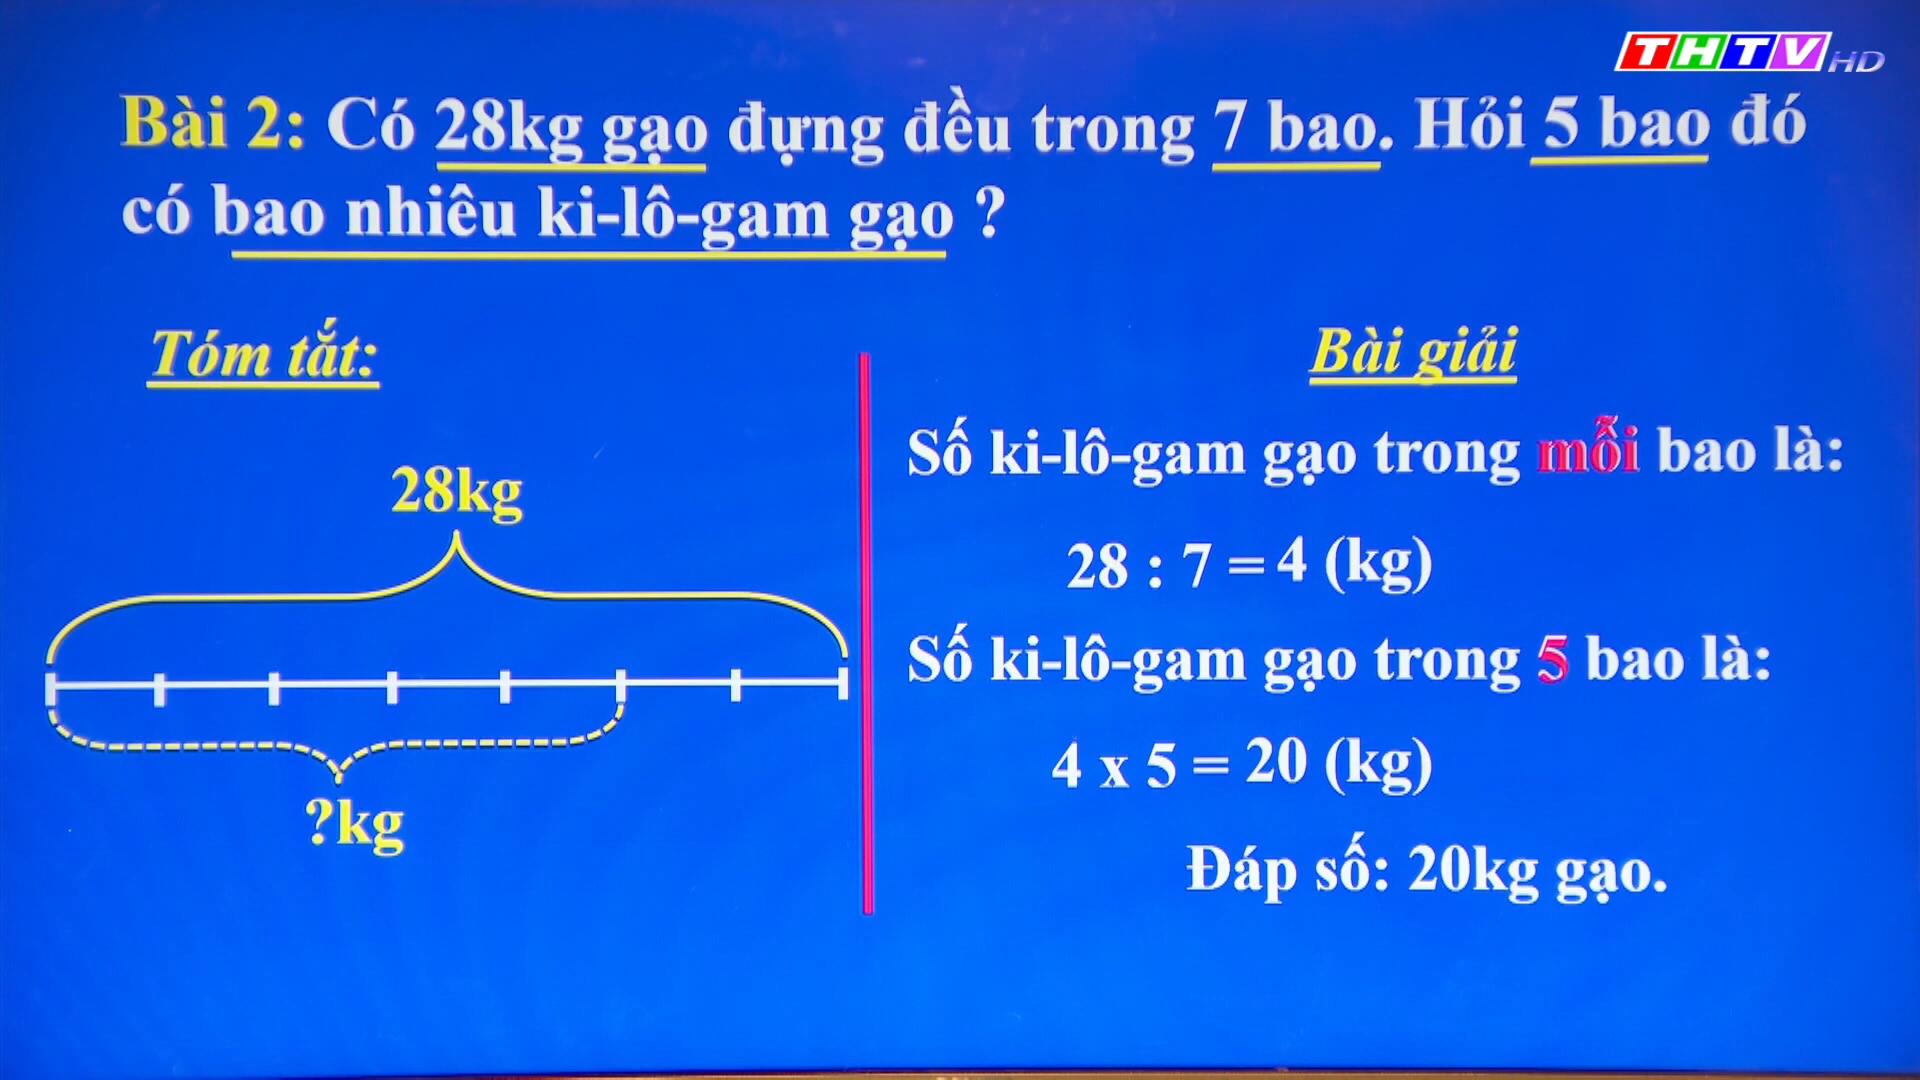 THTV HD
Bài 2: Có 28kg gạo đựng đều trong 7 bao. Hỏi 5 bao đó
có bao nhiêu ki-lô-gam gạo ?
Tóm tắt:
28kg
?kg
Bài giải
Số ki-lô-gam gạo trong mỗi bao là:
28 : 7 = 4 (kg)
Số ki-lô-gam gạo trong 5 bao là:
4 x 5 = 20 (kg)
Đáp số: 20kg gạo.